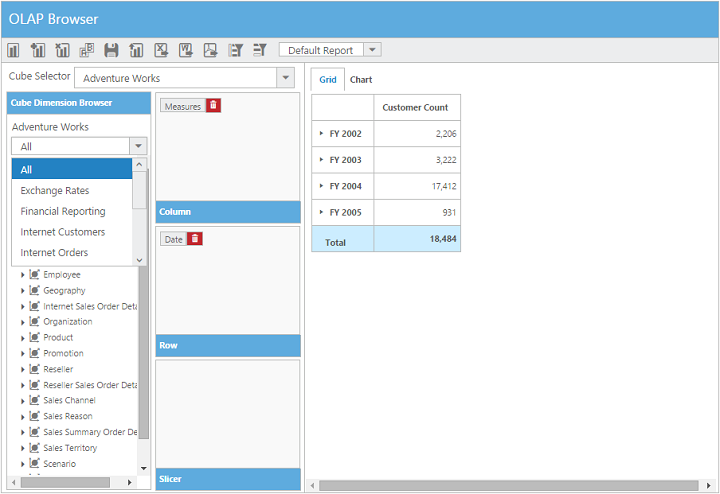 OLAP Browser
Default Report
Cube Selector
Adventure Works
Cube Dimension Browser
Adventure Works
All
All
Exchange Rates
Financial Reporting
Internet Customers
Internet Orders
Employee
Geography
Internet Sales Order Deta
Organization
Product
Promotion
Reseller
Reseller Sales Order Deta
Sales Channel
Sales Reason
Sales Summary Order De
Sales Territory
Scenario
Measures
Column
Date
Row
Slicer
Grid Chart
Customer Count
FY 2002 2,206
FY 2003 3,222
FY 2004 17,412
FY 2005 931
Total 18,484